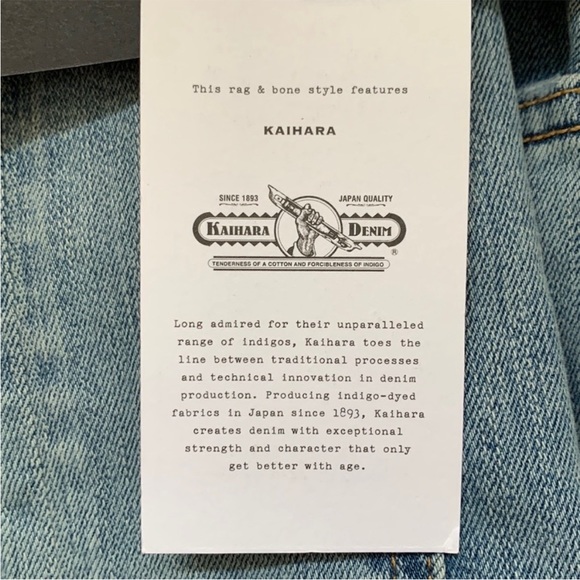 This rag & bone style features
KAIHARA
SINCE 1893 JAPAN QUALITY
KAIHARA DENIM ®
TENDERNESS OF A COTTON AND FORCIBLENESS OF INDIGO
Long admired for their unparalleled
range of indigos, Kaihara toes the
line between traditional processes
and technical innovation in denim
production. Producing indigo-dyed
fabrics in Japan since 1893, Kaihara
creates denim with exceptional
strength and character that only
get better with age.